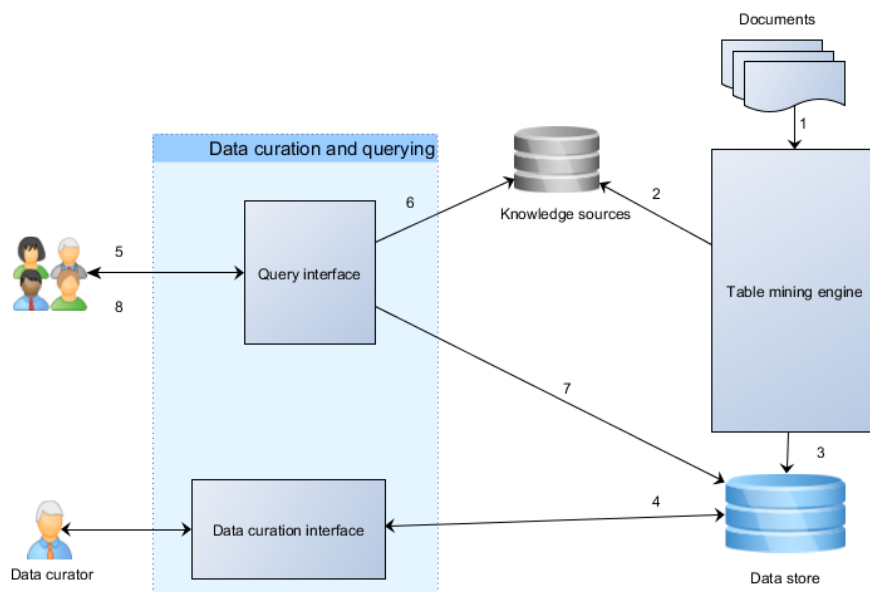 Documents
1
Data curation and querying
6
2
Knowledge sources
5
Query interface
Table mining engine
8
7
3
4
Data curation interface
Data curator
Data store